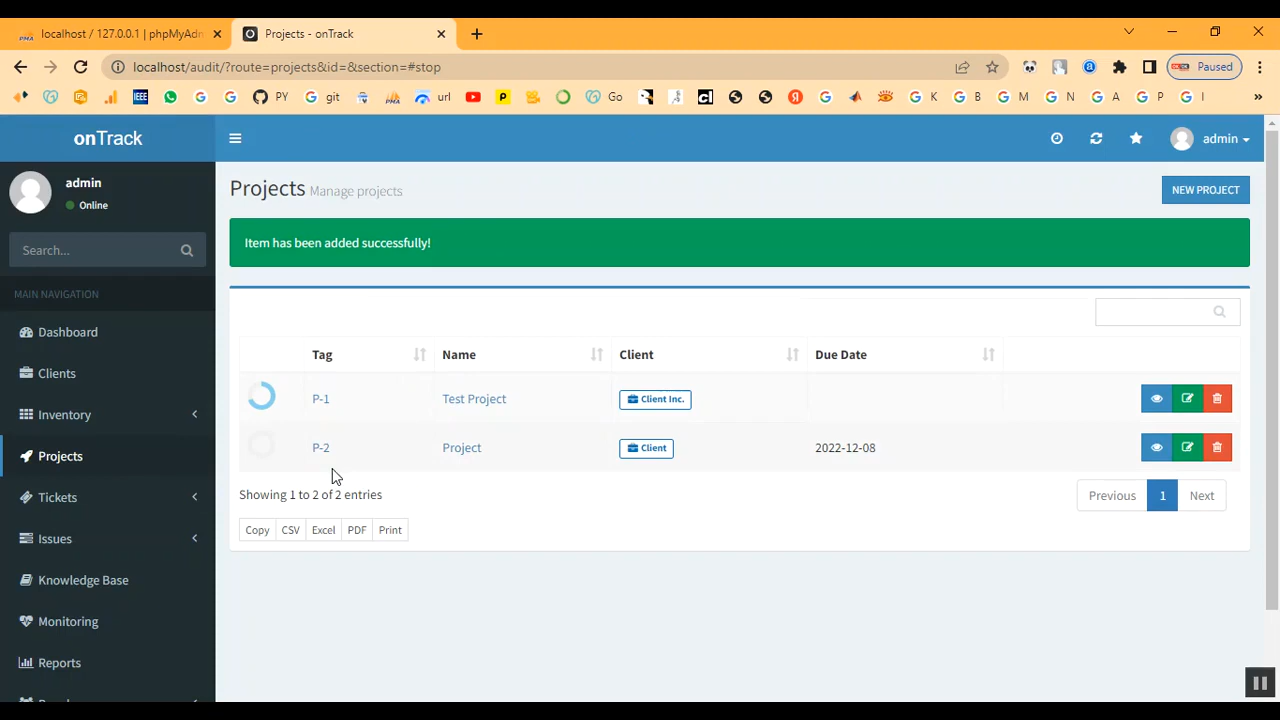 localhost / 127.0.0.1 | phpMyAdn
Projects - onTrack
localhost/audit/?route=projects&id=&section=#stop
Paused
IEEE
PY
git
url
Go
K
B
M
N
A
P
I
onTrack
admin
admin
Online
Search...
MAIN NAVIGATION
Dashboard
Clients
Inventory
Projects
Tickets
Issues
Knowledge Base
Monitoring
Reports
Projects Manage projects
NEW PROJECT
Item has been added successfully!
Tag Name Client Due Date
P-1 Test Project Client Inc.
P-2 Project Client 2022-12-08
Showing 1 to 2 of 2 entries
Previous 1 Next
Copy CSV Excel PDF Print